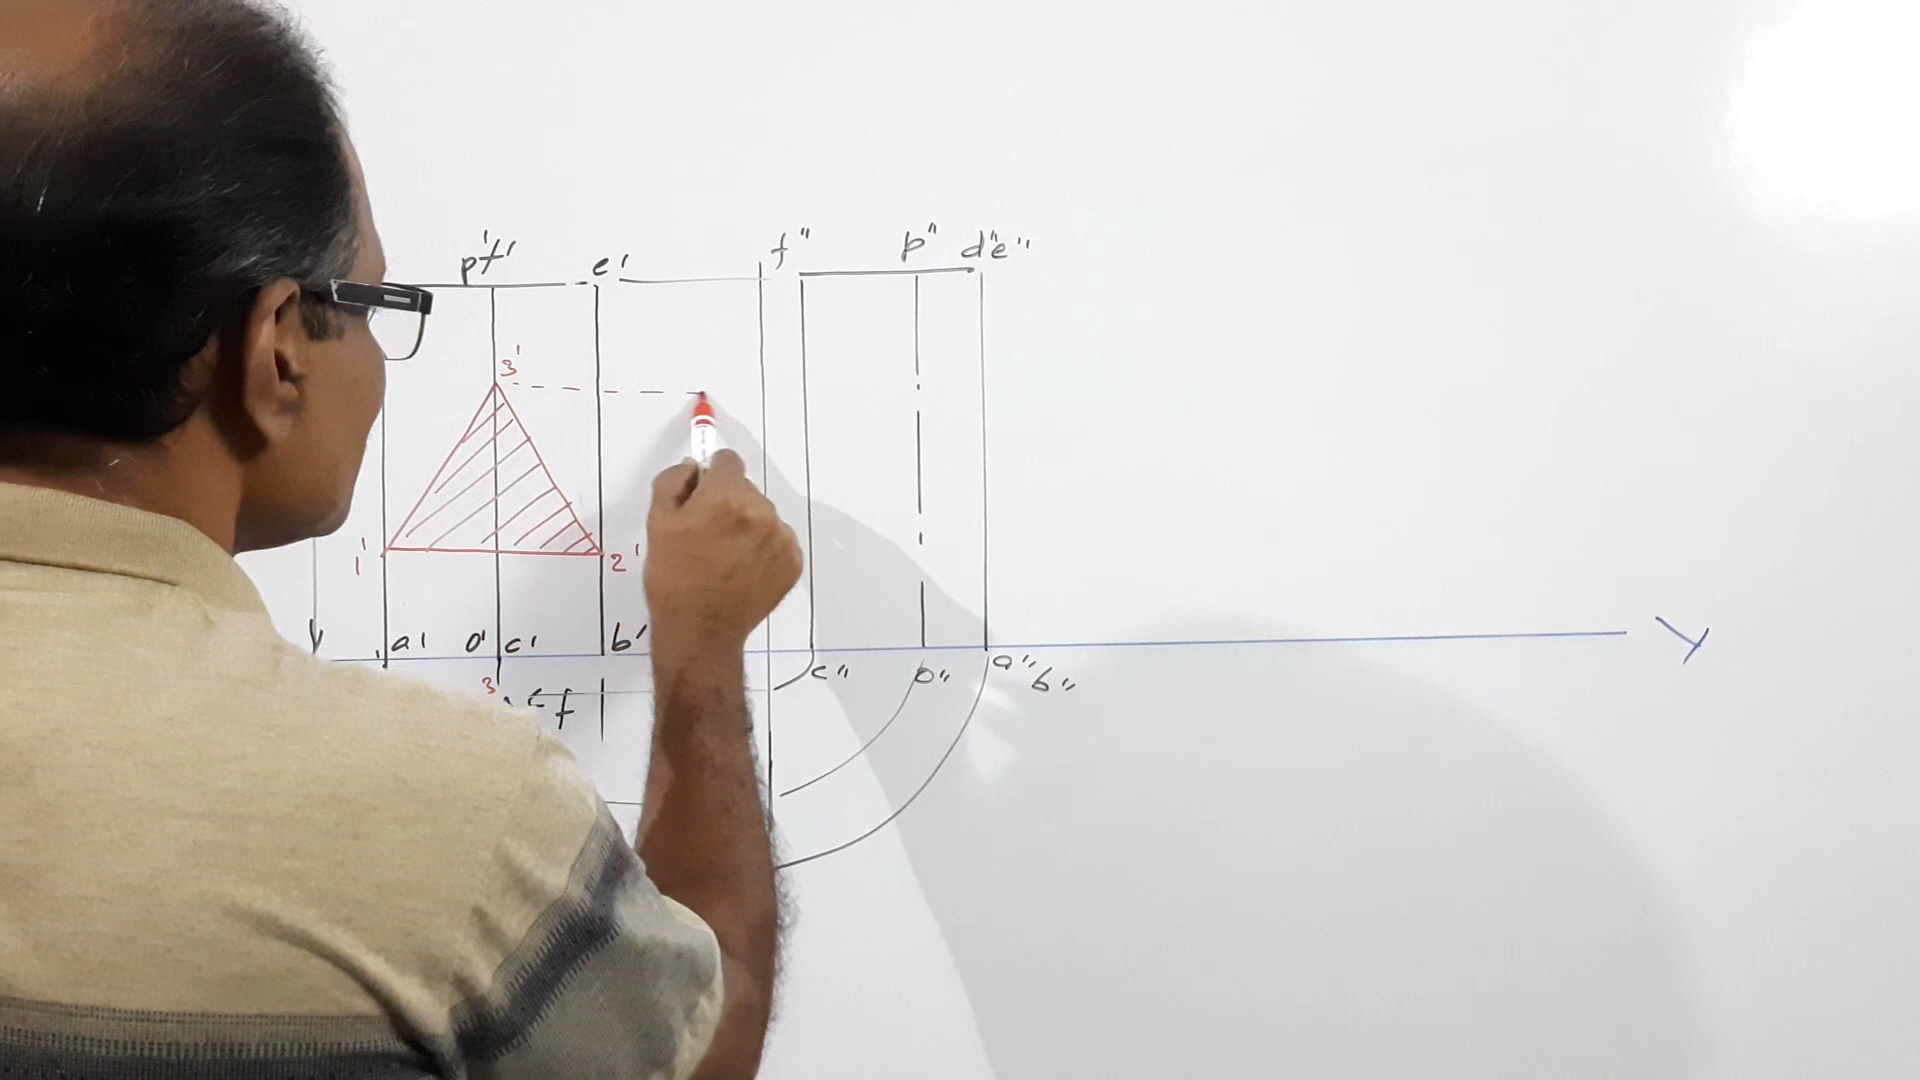 p'f' e' f" p" d"e"
3'
1' 2'
a' o' c' b' Y
3 f c" o" a" b"